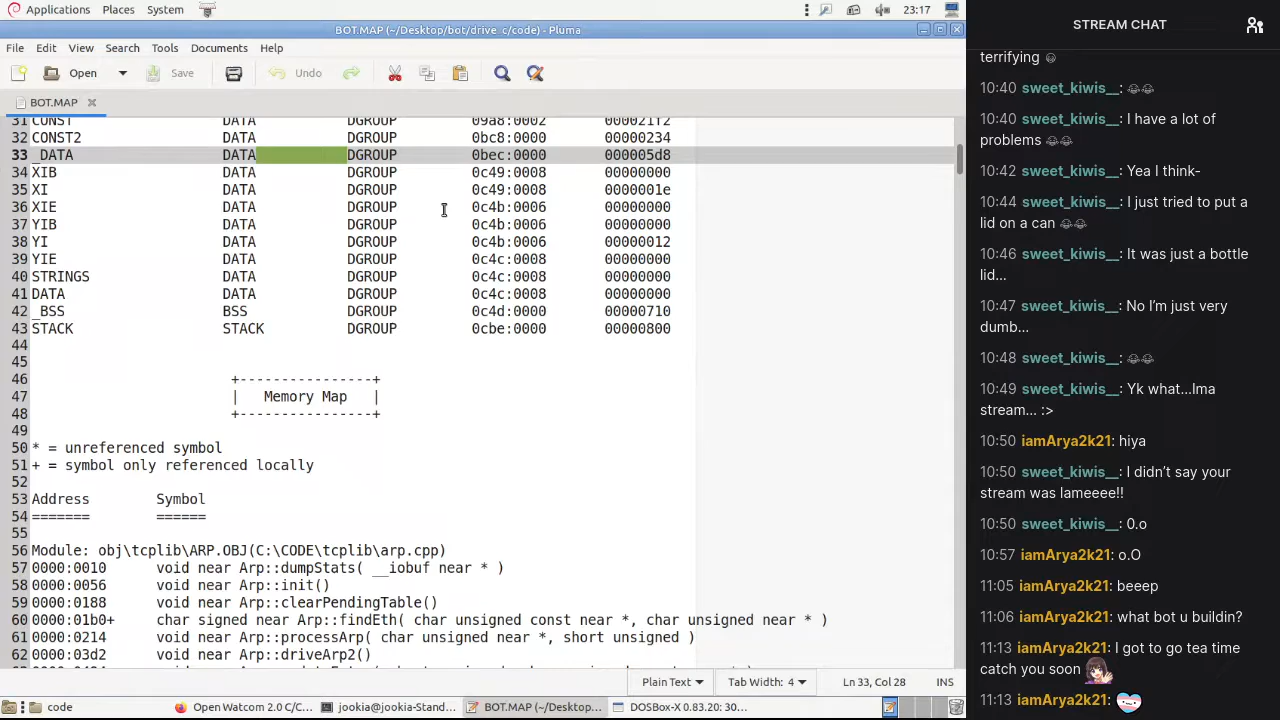 Applications Places System 23:17
BOT.MAP (~/Desktop/bot/drive_c/code) - Pluma
File Edit View Search Tools Documents Help
Open Save Undo
BOT.MAP
31 CONST DATA DGROUP 09a8:0002 000021f2
32 CONST2 DATA DGROUP 0bc8:0000 00000234
33 _DATA DATA DGROUP 0bec:0000 000005d8
34 XIB DATA DGROUP 0c49:0008 00000000
35 XI DATA DGROUP 0c49:0008 0000001e
36 XIE DATA DGROUP 0c4b:0006 00000000
37 YIB DATA DGROUP 0c4b:0006 00000000
38 YI DATA DGROUP 0c4b:0006 00000012
39 YIE DATA DGROUP 0c4c:0008 00000000
40 STRINGS DATA DGROUP 0c4c:0008 00000000
41 DATA DATA DGROUP 0c4c:0008 00000000
42 _BSS BSS DGROUP 0c4d:0000 00000710
43 STACK STACK DGROUP 0cbe:0000 00000800
44
45
46 +----------------+
47 | Memory Map |
48 +----------------+
49
50 * = unreferenced symbol
51 + = symbol only referenced locally
52
53 Address Symbol
54 ======= ======
55
56 Module: obj\tcplib\ARP.OBJ(C:\CODE\tcplib\arp.cpp)
57 0000:0010 void near Arp::dumpStats( __iobuf near * )
58 0000:0056 void near Arp::init()
59 0000:0188 void near Arp::clearPendingTable()
60 0000:01b0+ char signed near Arp::findEth( char unsigned const near *, char unsigned near * )
61 0000:0214 void near Arp::processArp( char unsigned near *, short unsigned )
62 0000:03d2 void near Arp::driveArp2()
Plain Text Tab Width: 4 Ln 33, Col 28 INS
code Open Watcom 2.0 C/C... jookia@jookia-Stand... BOT.MAP (~/Desktop... DOSBox-X 0.83.20: 30...
STREAM CHAT
terrifying
10:40 sweet_kiwis__: 😂😂
10:40 sweet_kiwis__: I have a lot of
problems 😂😂
10:42 sweet_kiwis__: Yea I think-
10:44 sweet_kiwis__: I just tried to put a
lid on a can 😂😂
10:46 sweet_kiwis__: It was just a bottle
lid...
10:47 sweet_kiwis__: No I'm just very
dumb...
10:48 sweet_kiwis__: 😂😂
10:49 sweet_kiwis__: Yk what...Ima
stream... :>
10:50 iamArya2k21: hiya
10:50 sweet_kiwis__: I didn't say your
stream was lameeee!!
10:50 sweet_kiwis__: 0.o
10:57 iamArya2k21: o.O
11:05 iamArya2k21: beeep
11:06 iamArya2k21: what bot u buildin?
11:13 iamArya2k21: I got to go tea time
catch you soon
11:13 iamArya2k21: